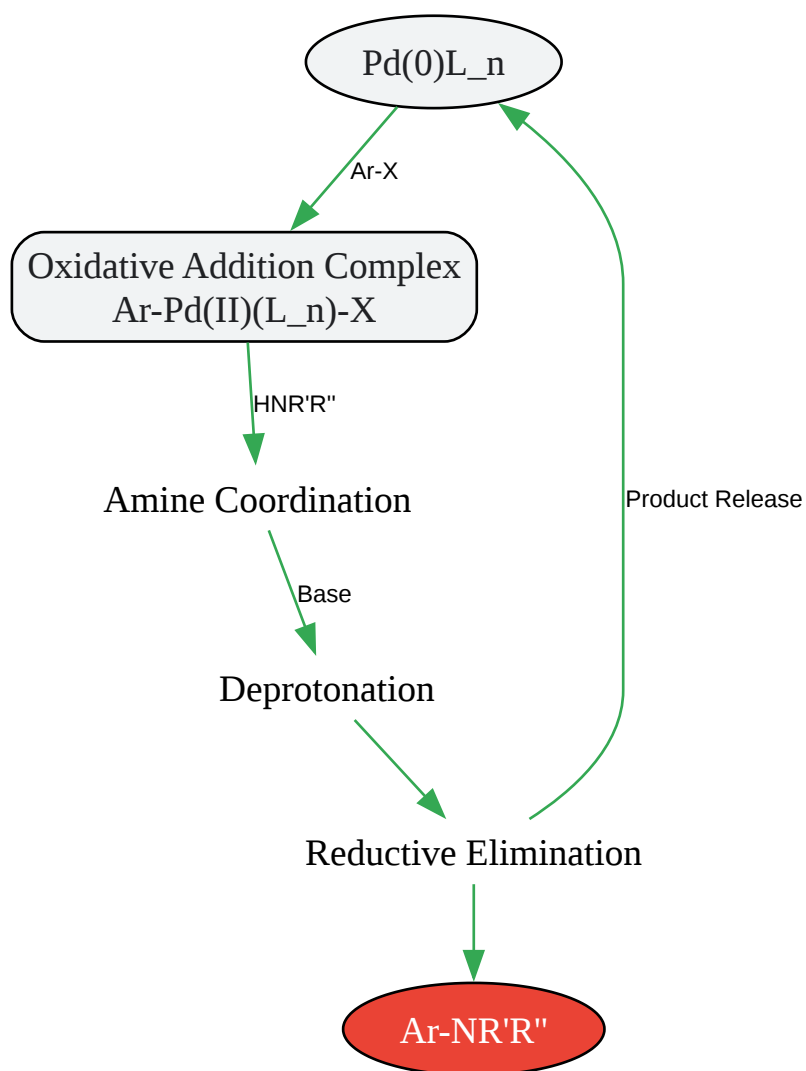 Pd(0)L_n
Ar-X
Oxidative Addition Complex
Ar-Pd(II)(L_n)-X
HNR'R''
Amine Coordination
Product Release
Base
Deprotonation
Reductive Elimination
Ar-NR'R''